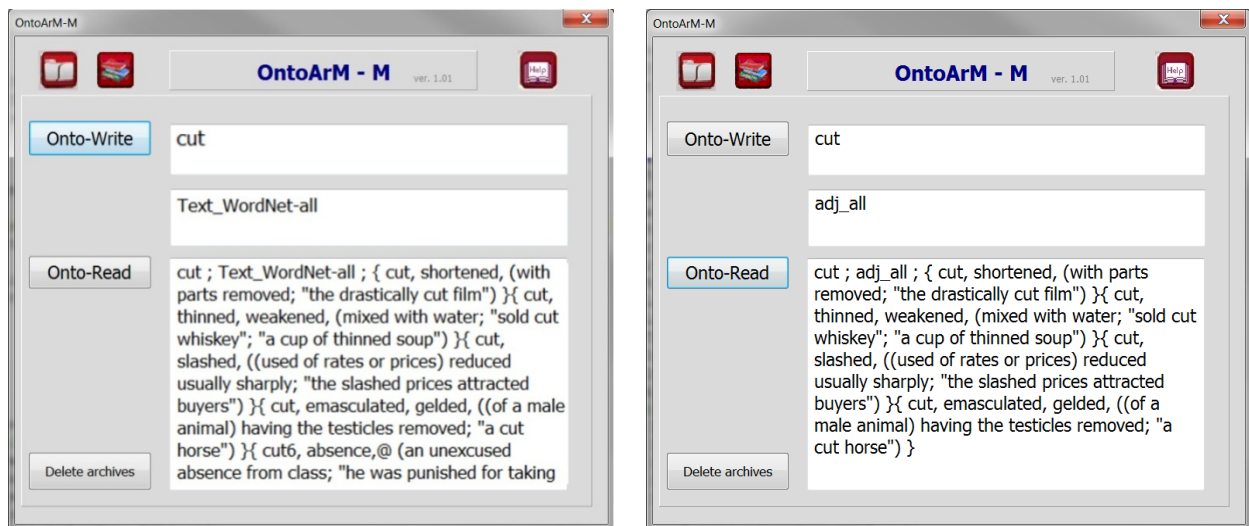 OntoArM-M
OntoArM - M ver. 1.01
Help
Onto-Write
cut
Text_WordNet-all
Onto-Read
cut ; Text_WordNet-all ; { cut, shortened, (with
parts removed; "the drastically cut film") }{ cut,
thinned, weakened, (mixed with water; "sold cut
whiskey"; "a cup of thinned soup") }{ cut,
slashed, ((used of rates or prices) reduced
usually sharply; "the slashed prices attracted
buyers") }{ cut, emasculated, gelded, ((of a male
animal) having the testicles removed; "a cut
horse") }{ cut6, absence,@ (an unexcused
absence from class; "he was punished for taking
Delete archives
OntoArM-M
OntoArM - M ver. 1.01
Help
Onto-Write
cut
adj_all
Onto-Read
cut ; adj_all ; { cut, shortened, (with parts
removed; "the drastically cut film") }{ cut,
thinned, weakened, (mixed with water; "sold cut
whiskey"; "a cup of thinned soup") }{ cut,
slashed, ((used of rates or prices) reduced
usually sharply; "the slashed prices attracted
buyers") }{ cut, emasculated, gelded, ((of a
male animal) having the testicles removed; "a
cut horse") }
Delete archives